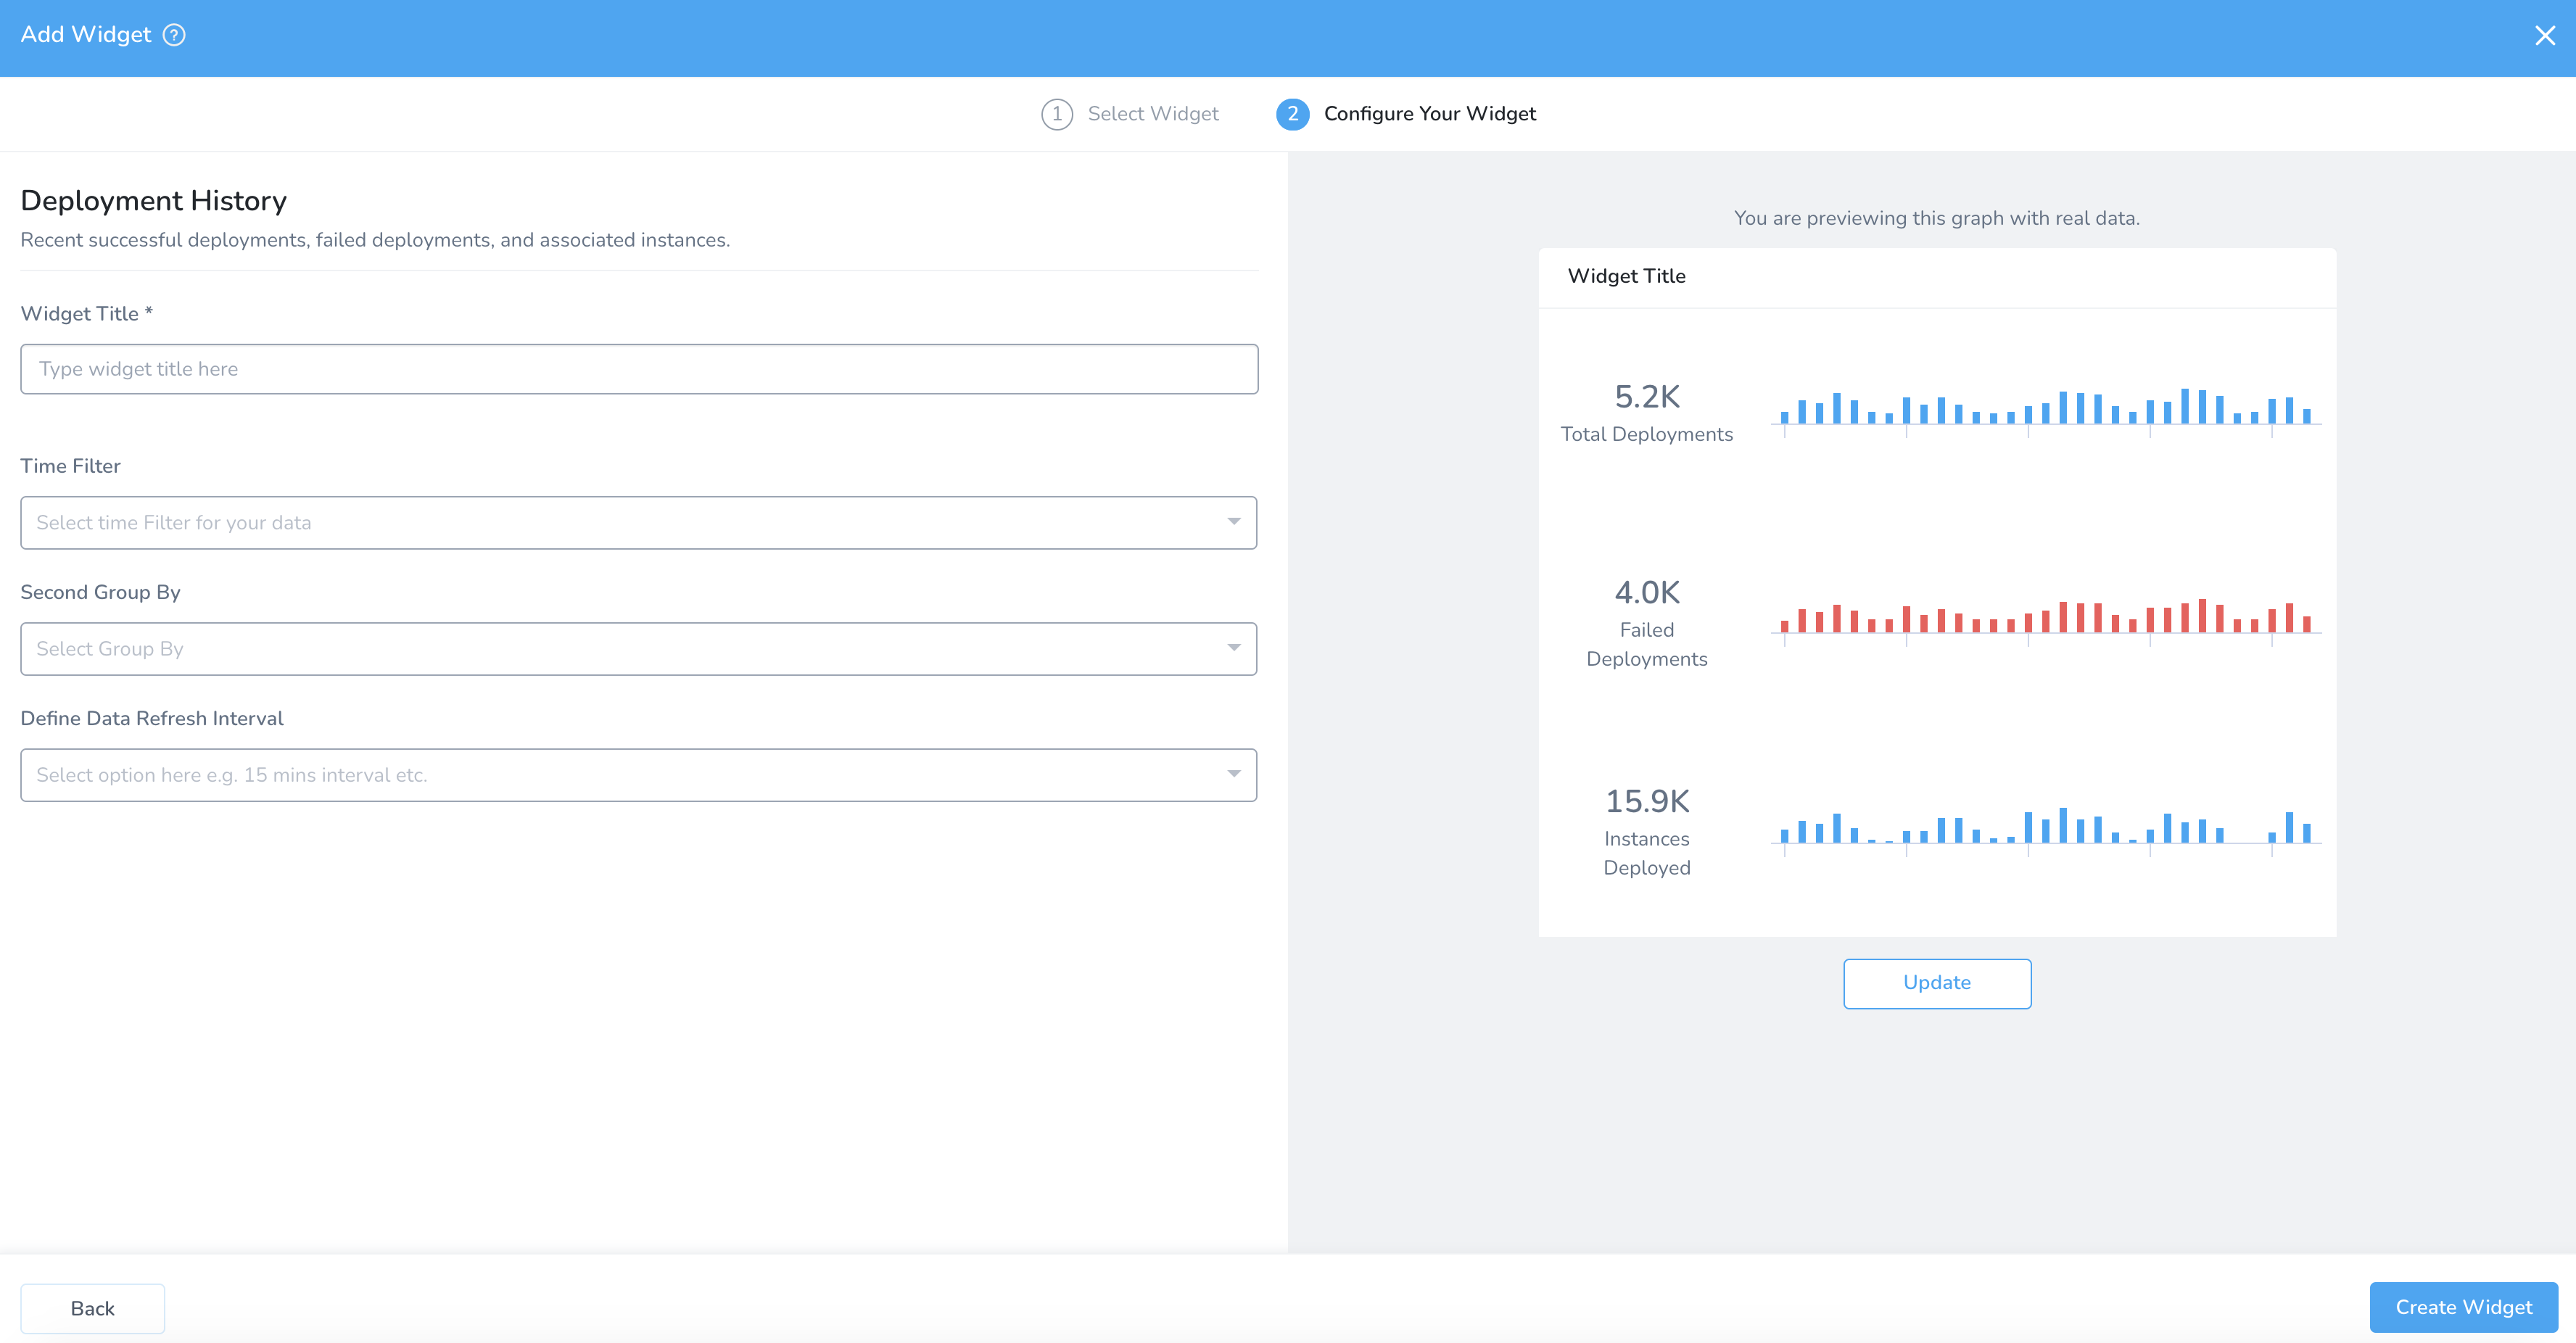 Add Widget ?
1 Select Widget 2 Configure Your Widget
Deployment History
Recent successful deployments, failed deployments, and associated instances.
Widget Title *
Type widget title here
Time Filter
Select time Filter for your data
Second Group By
Select Group By
Define Data Refresh Interval
Select option here e.g. 15 mins interval etc.
You are previewing this graph with real data.
Widget Title
5.2K
Total Deployments
4.0K
Failed
Deployments
15.9K
Instances
Deployed
Update
Back
Create Widget